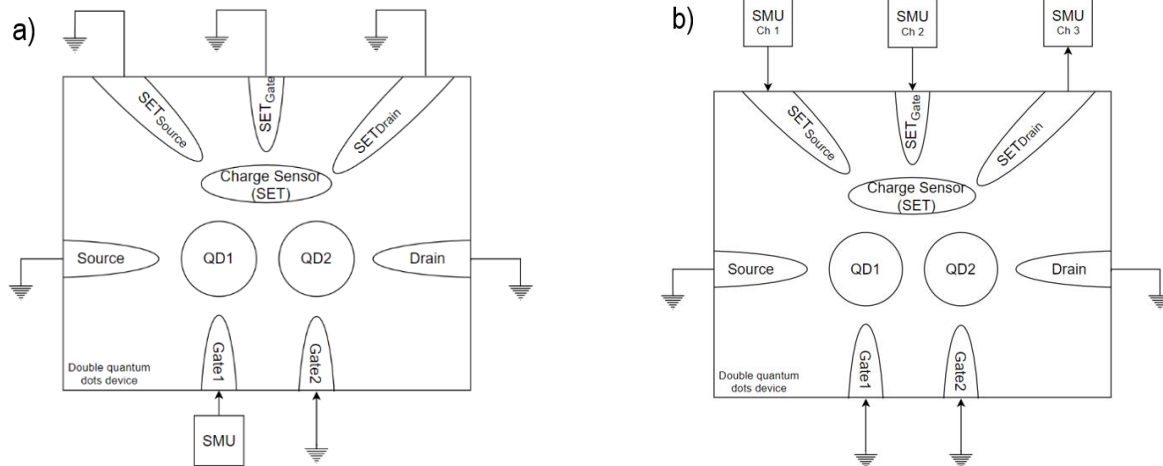 a)
SET Source
SET Gate
SET Drain
Charge Sensor
(SET)
Source
QD1
QD2
Drain
Gate1
Gate2
Double quantum
dots device
SMU
b)
SMU
Ch 1
SMU
Ch 2
SMU
Ch 3
SET Source
SET Gate
SET Drain
Charge Sensor
(SET)
Source
QD1
QD2
Drain
Gate1
Gate2
Double quantum
dots device